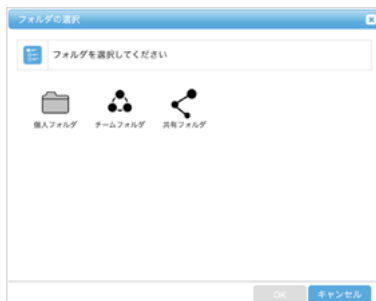 フォルダの選択
フォルダを選択してください
個人フォルダ
チームフォルダ
共有フォルダ
OK
キャンセル